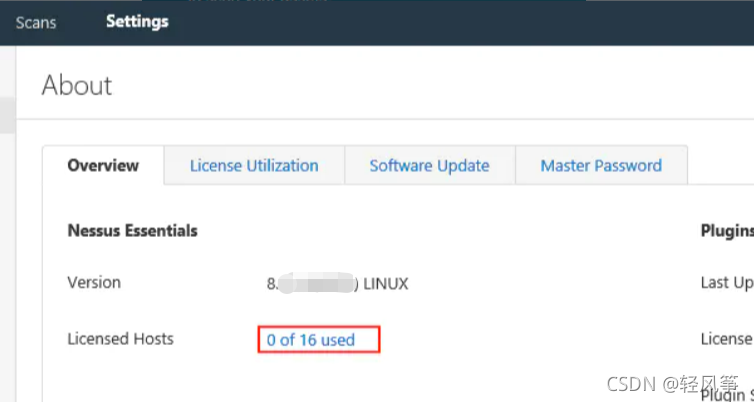 Scans Settings
About
Overview License Utilization Software Update Master Password
Nessus Essentials Plugins
Version 8. ) LINUX Last Up
Licensed Hosts 0 of 16 used License
Plugin S
CSDN @轻风筝